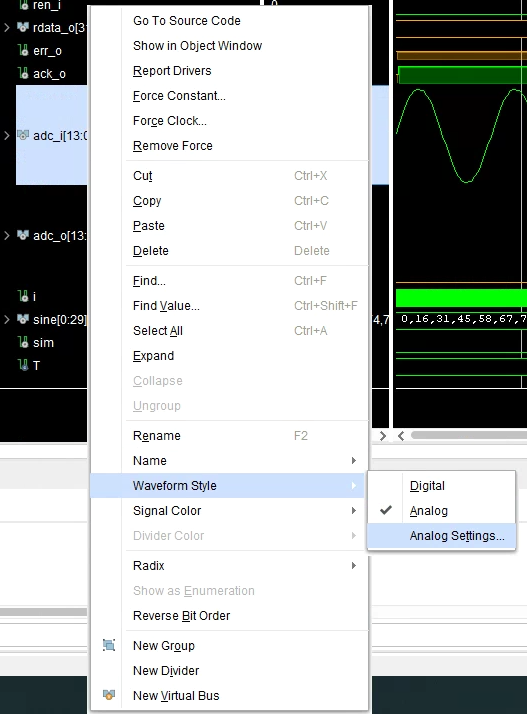 ren_i
0
rdata_o[31
err_o
ack_o
adc_i[13:0
adc_o[13:
i
sine[0:29]
sim
T
Go To Source Code
Show in Object Window
Report Drivers
Force Constant...
Force Clock...
Remove Force
Cut Ctrl+X
Copy Ctrl+C
Paste Ctrl+V
Delete Delete
Find... Ctrl+F
Find Value... Ctrl+Shift+F
Select All Ctrl+A
Expand
Collapse
Ungroup
Rename F2
Name
Waveform Style
Signal Color
Divider Color
Radix
Show as Enumeration
Reverse Bit Order
New Group
New Divider
New Virtual Bus
Digital
Analog
Analog Settings...
74,7
0,16,31,45,58,67,7